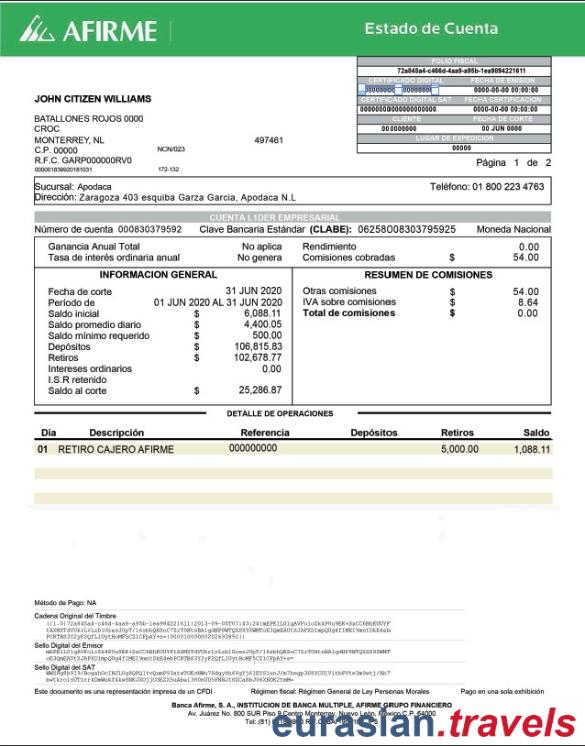 AFIRME
Estado de Cuenta
FOLIO FISCAL
72a845a4-c466d-4aa9-a95b-1ea9894221611
CERTIFICADO DIGITAL FECHA DE EMISION
0000-00-00 00:00:00
CERTIFICADO DIGITAL SAT FECHA CERTIFICACION
0000-00-00 00:00:00
CLIENTE FECHA DE CORTE
000000000 00 JUN 0000
LUGAR DE EXPEDICION
00000
Página 1 de 2
JOHN CITIZEN WILLIAMS
BATALLONES ROJOS 0000
CROC
MONTERREY, NL 497461
C.P. 00000 NCN/023
R.F.C. GARP000000RV0
000001639920181031 172-132
Sucursal: Apodaca Teléfono: 01 800 223 4763
Dirección: Zaragoza 403 esquiba Garza Garcia, Apodaca N.L
CUENTA L1DER EMPRESARIAL
Número de cuenta 000830379592 Clave Bancaria Estándar (CLABE): 06258O08303795925 Moneda Nacional
Ganancia Anual Total No aplica Rendimiento 0.00
Tasa de interés ordinaria anual No genera Comisiones cobradas $ 54.00
INFORMACION GENERAL RESUMEN DE COMISIONES
Fecha de corte 31 JUN 2020 Otras comisiones $ 54.00
Período de 01 JUN 2020 AL 31 JUN 2020 IVA sobre comisiones $ 8.64
Saldo inicial $ 6,088.11 Total de comisiones $ 0.00
Saldo promedio diario $ 4,400.05
Saldo mínimo requerido $ 500.00
Depósitos $ 106,815.83
Retiros $ 102,678.77
Intereses ordinarios 0.00
I.S.R retenido
Saldo al corte $ 25,286.87
DETALLE DE OPERACIONES
Día Descripción Referencia Depósitos Retiros Saldo
01 RETIRO CAJERO AFIRME 000000000 5,000.00 1,088.11
Método de Pago: NA
Cadena Original del Timbre
Sello Digital del Emisor
Sello Digital del SAT
Este documento es una representación impresa de un CFDI Régimen fiscal: Régimen General de Ley Personas Morales Pago en una sola exhibición
Banca Afirme, S. A., INSTITUCION DE BANCA MULTIPLE, AFIRME GRUPO FINANCIERO
Av. Juárez No. 800 SUR Piso 9 Centro Monterrey, Nuevo León, México C.P. 64000
Tel: (81)
eurasian.travels